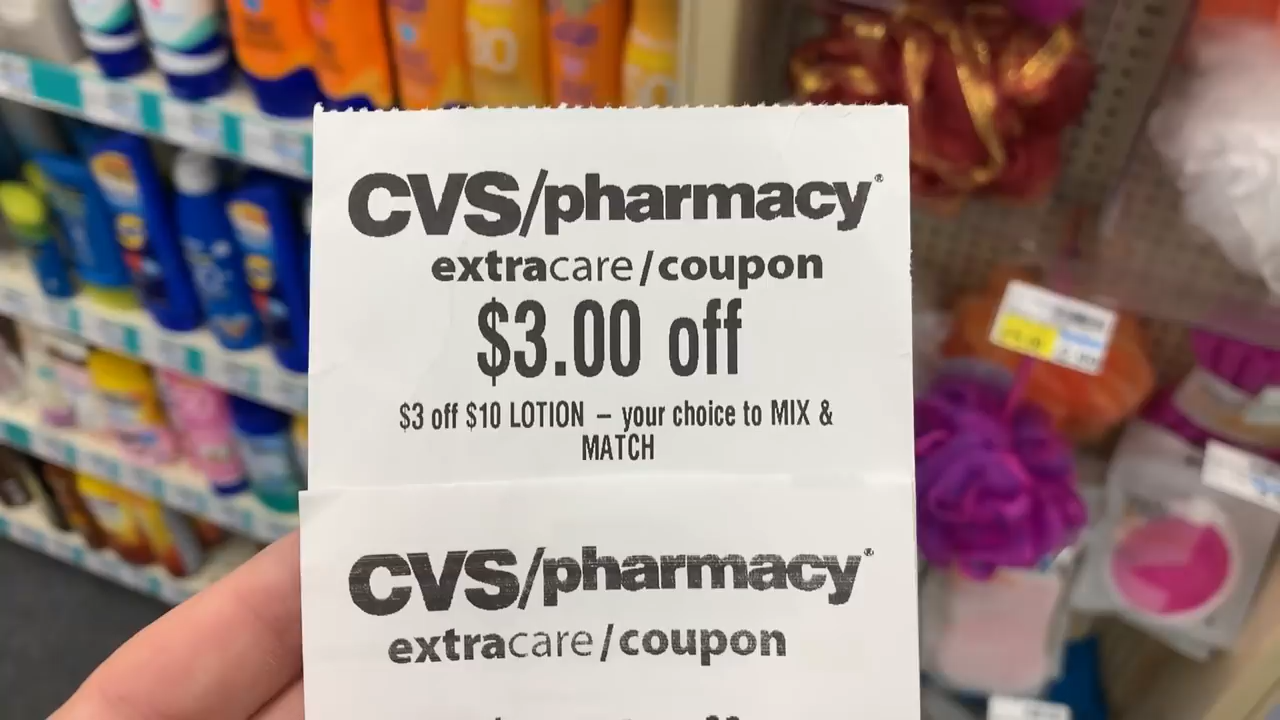 CVS/pharmacy®
extracare/coupon
$3.00 off
$3 off $10 LOTION – your choice to MIX &
MATCH
CVS/pharmacy®
extracare/coupon